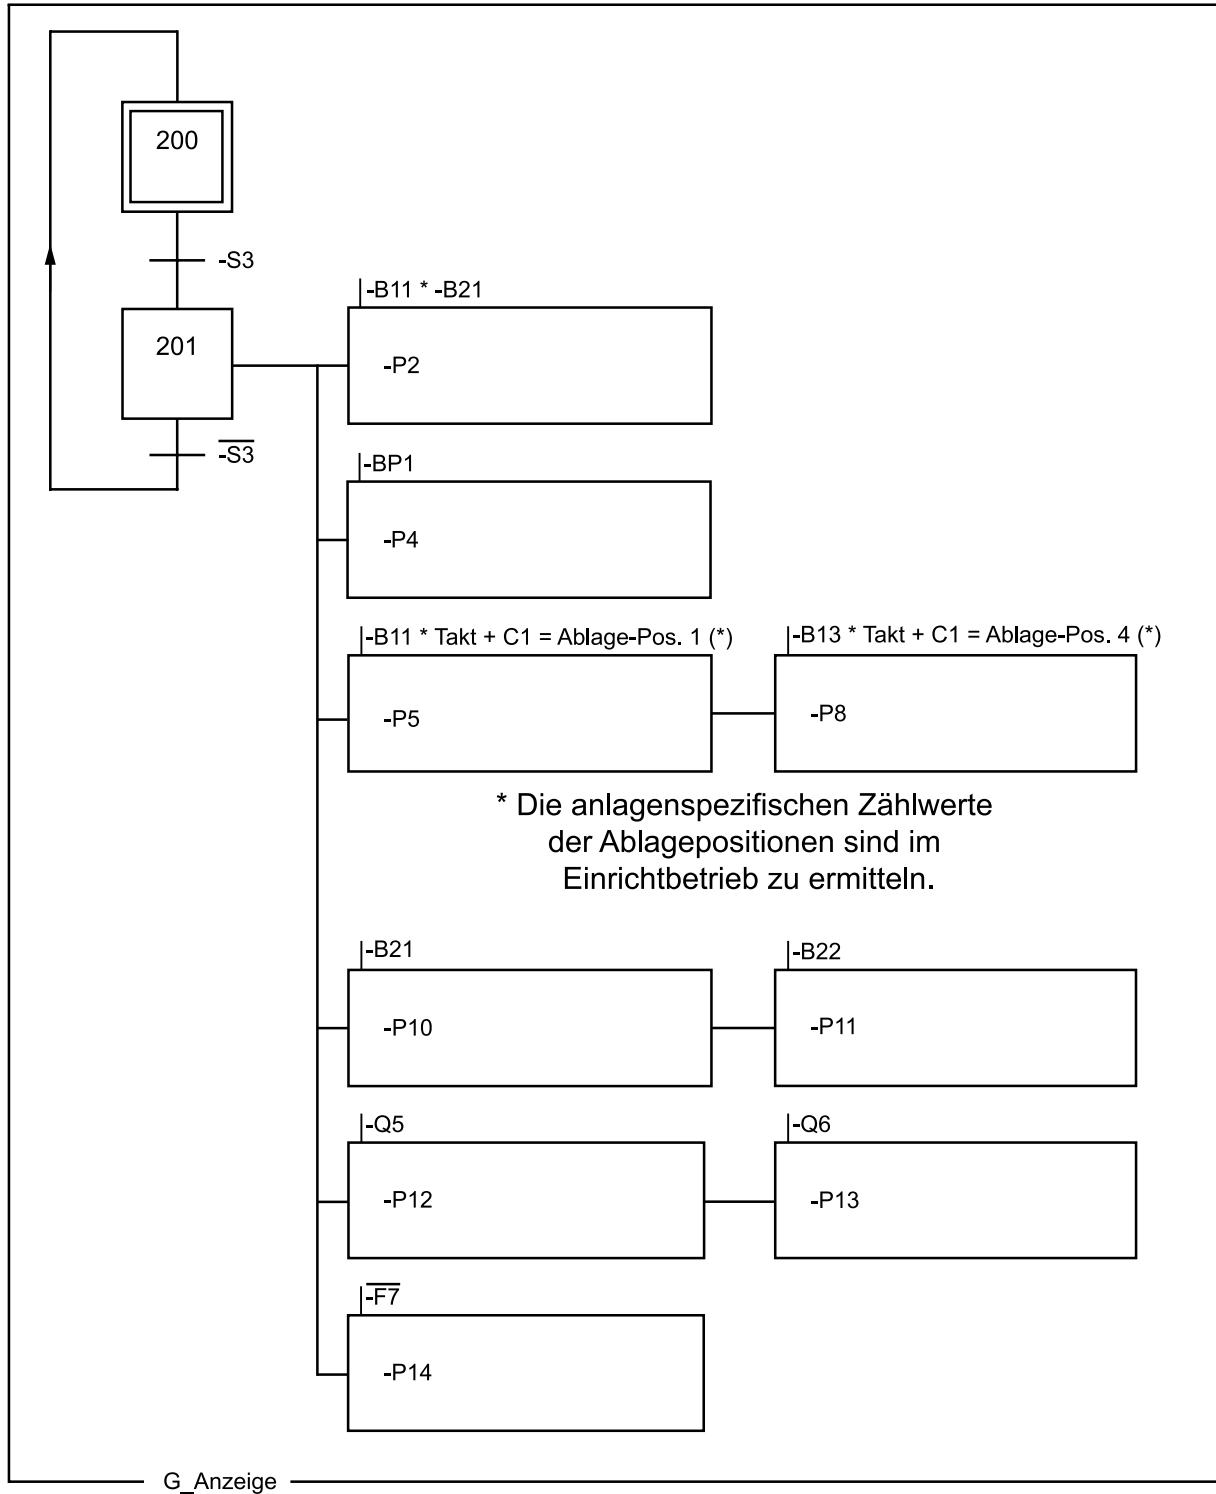 200
-S3
-B11 * -B21
201
-P2
-S̅3̅
-BP1
-P4
-B11 * Takt + C1 = Ablage-Pos. 1 (*)
-B13 * Takt + C1 = Ablage-Pos. 4 (*)
-P5
-P8
* Die anlagenspezifischen Zählwerte
der Ablagepositionen sind im
Einrichtbetrieb zu ermitteln.
-B21
-B22
-P10
-P11
-Q5
-Q6
-P12
-P13
-F̅7̅
-P14
G_Anzeige